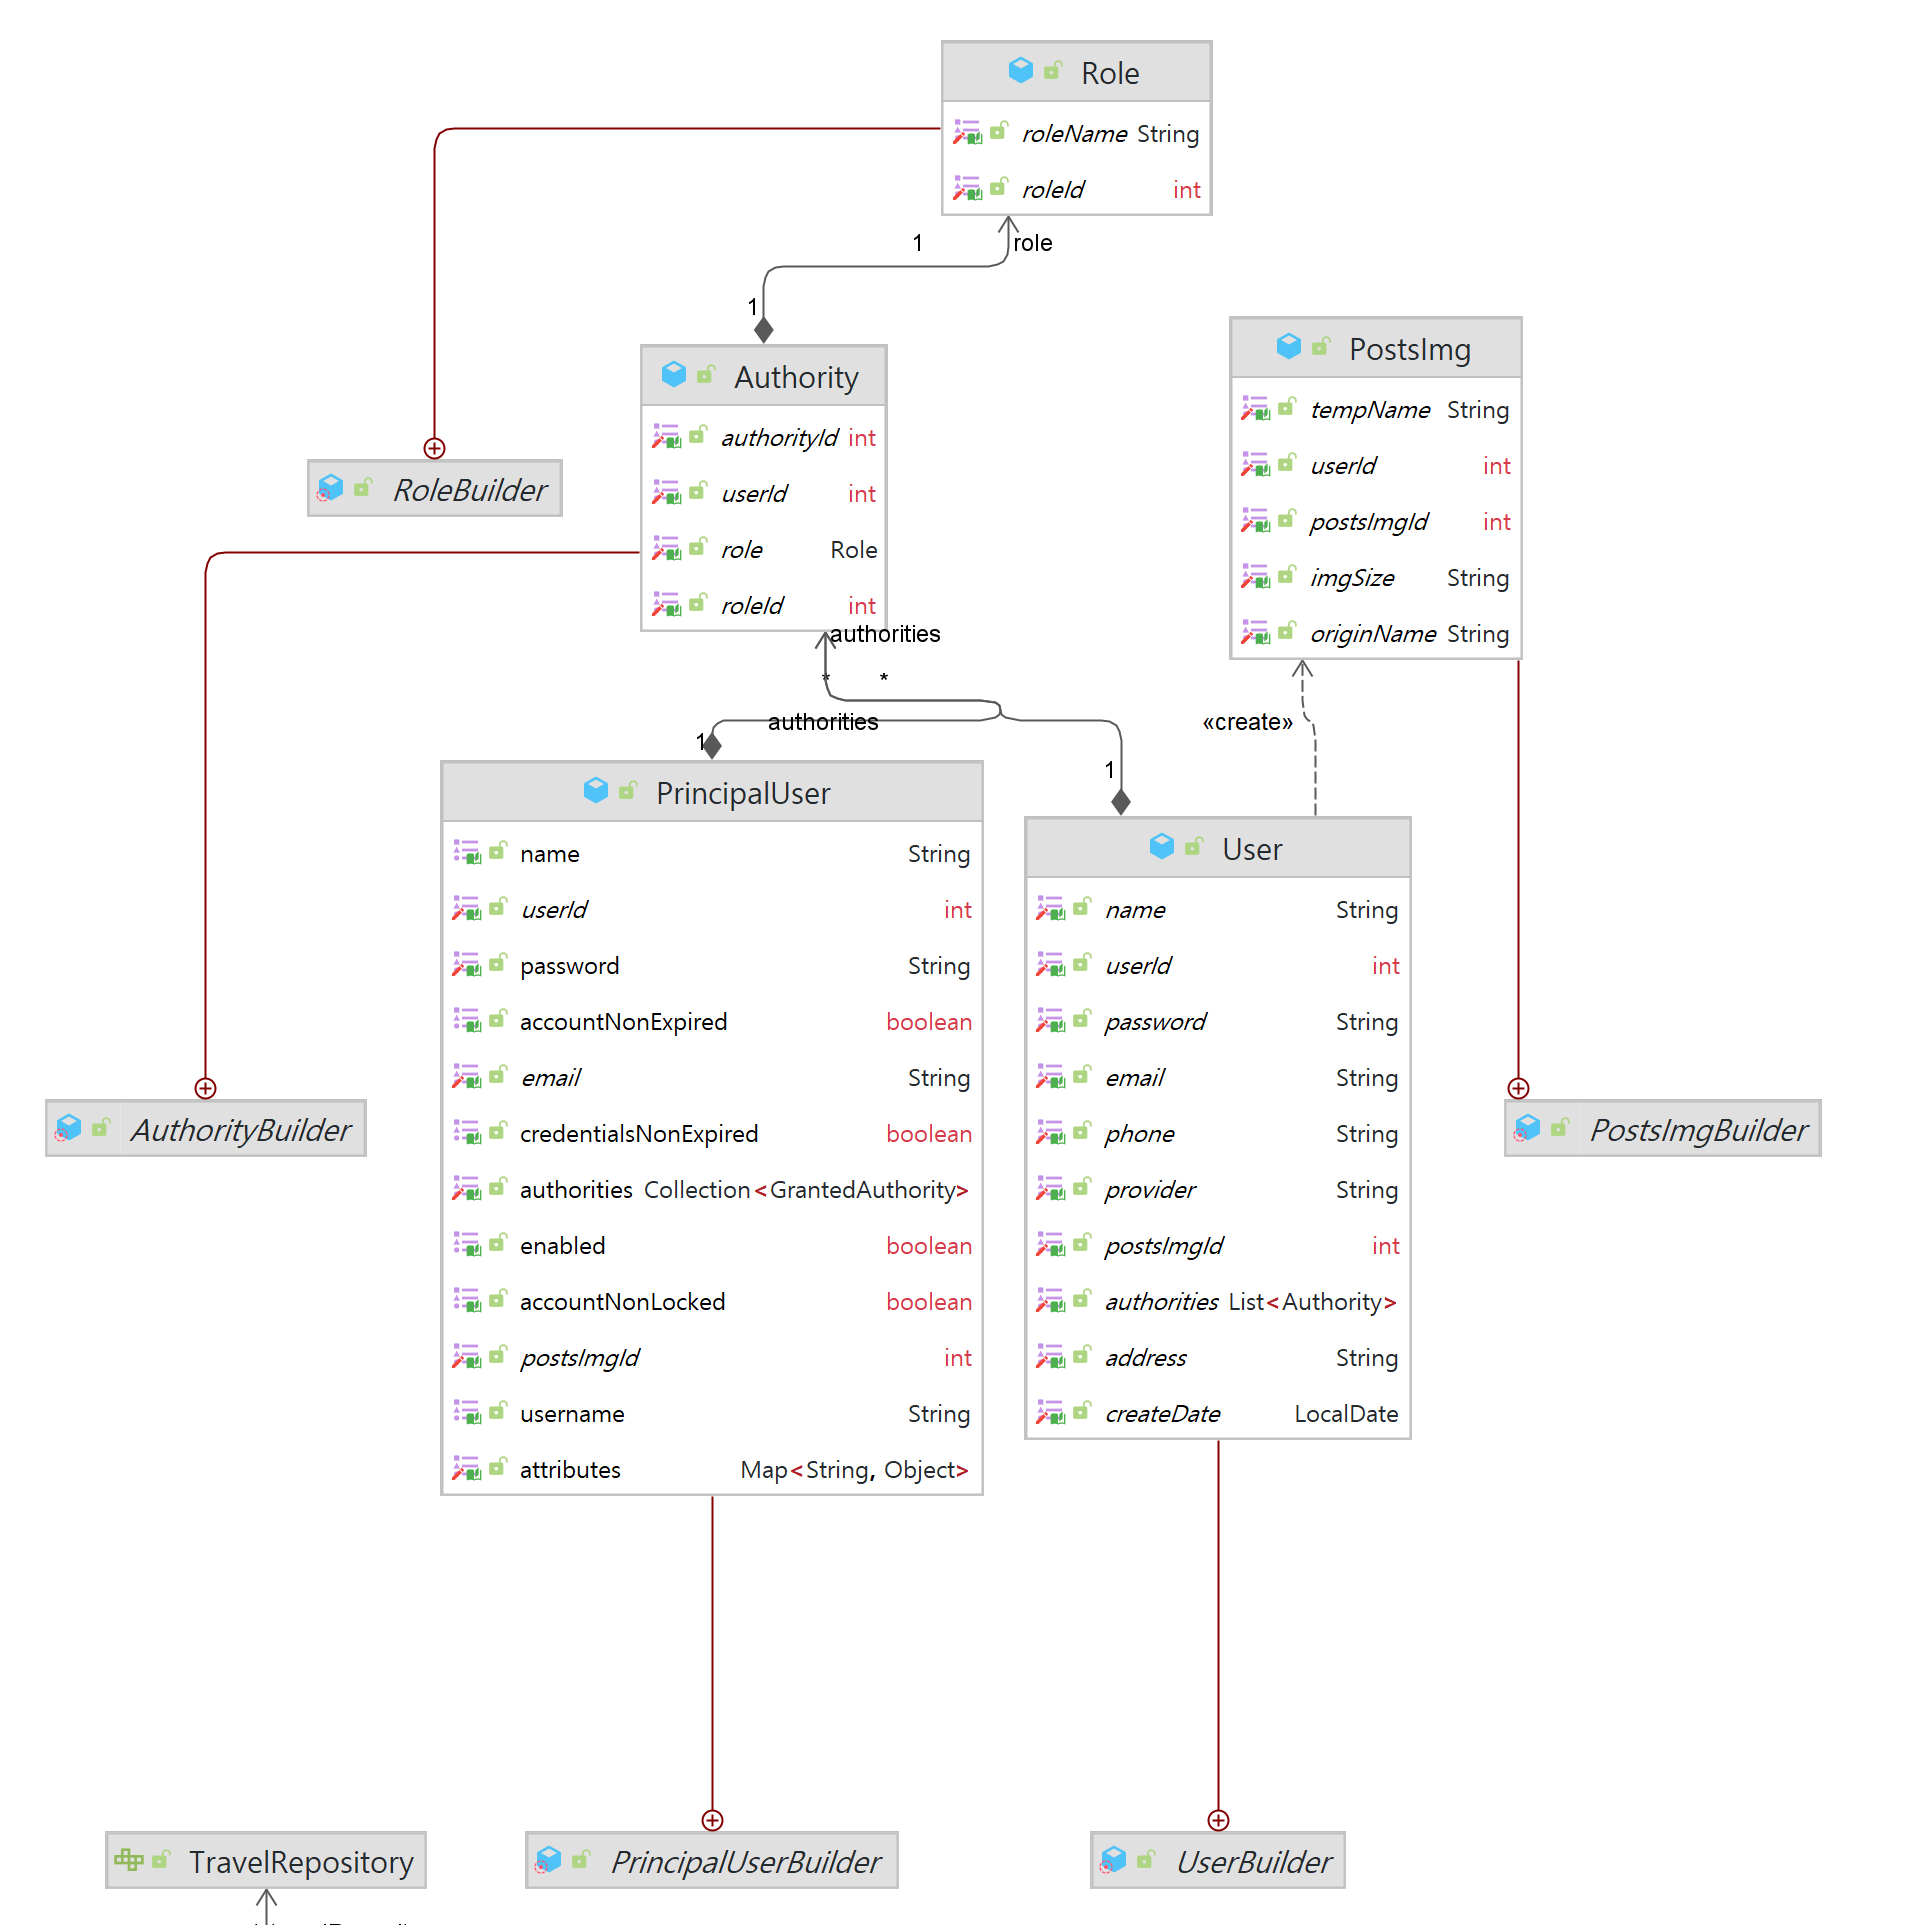 Role
roleName String
roleId int
1 role
1
Authority
authorityId int
userId int
role Role
roleId int
authorities
* *
authorities
1
1
PostsImg
tempName String
userId int
postsImgId int
imgSize String
originName String
«create»
RoleBuilder
PrincipalUser
name String
userId int
password String
accountNonExpired boolean
email String
credentialsNonExpired boolean
authorities Collection<GrantedAuthority>
enabled boolean
accountNonLocked boolean
postsImgId int
username String
attributes Map<String, Object>
User
name String
userId int
password String
email String
phone String
provider String
postsImgId int
authorities List<Authority>
address String
createDate LocalDate
AuthorityBuilder
PostsImgBuilder
TravelRepository
PrincipalUserBuilder
UserBuilder